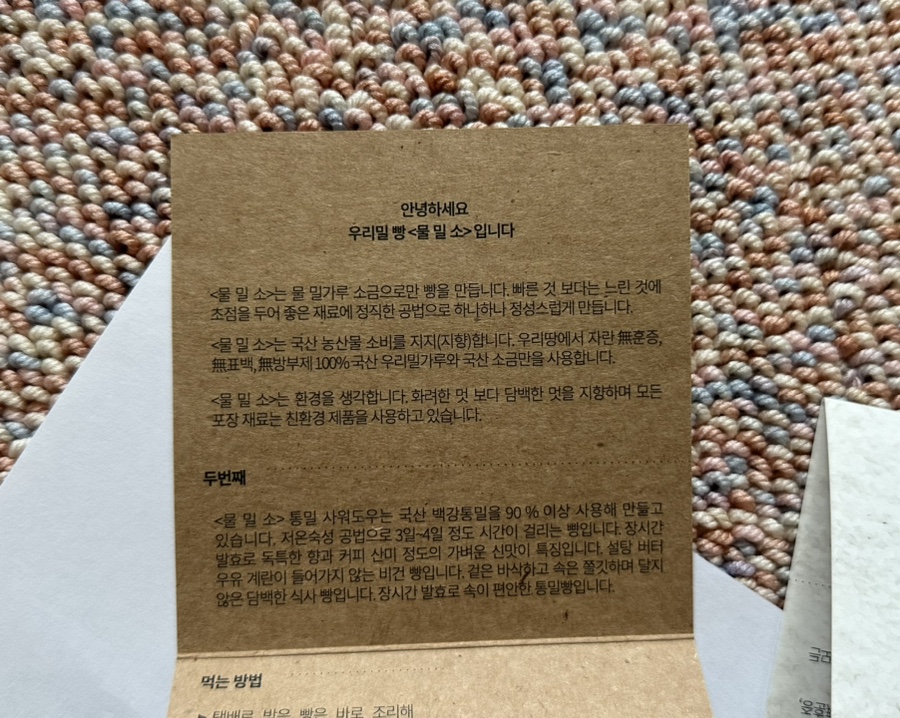 안녕하세요
우리밀 빵 <물 밀 소> 입니다
<물 밀 소>는 물 밀가루 소금으로만 빵을 만듭니다. 빠른 것 보다는 느린 것에
초점을 두어 좋은 재료에 정직한 공법으로 하나하나 정성스럽게 만듭니다.
<물 밀 소>는 국산 농산물 소비를 지지(지향)합니다. 우리땅에서 자란 無훈증,
無표백, 無방부제 100% 국산 우리밀가루와 국산 소금만을 사용합니다.
<물 밀 소>는 환경을 생각합니다. 화려한 멋 보다 담백한 멋을 지향하며 모든
포장 재료는 친환경 제품을 사용하고 있습니다.
두번째
<물 밀 소> 통밀 사워도우는 국산 백강통밀을 90 % 이상 사용해 만들고
있습니다. 저온숙성 공법으로 3일~4일 정도 시간이 걸리는 빵입니다. 장시간
발효로 독특한 향과 커피 산미 정도의 가벼운 신맛이 특징입니다. 설탕 버터
우유 계란이 들어가지 않는 비건 빵입니다. 겉은 바삭하고 속은 쫄깃하며 달지
않은 담백한 식사 빵입니다. 장시간 발효로 속이 편안한 통밀빵입니다.
먹는 방법
▶ 택배로 받은 빵을 바로 조리해